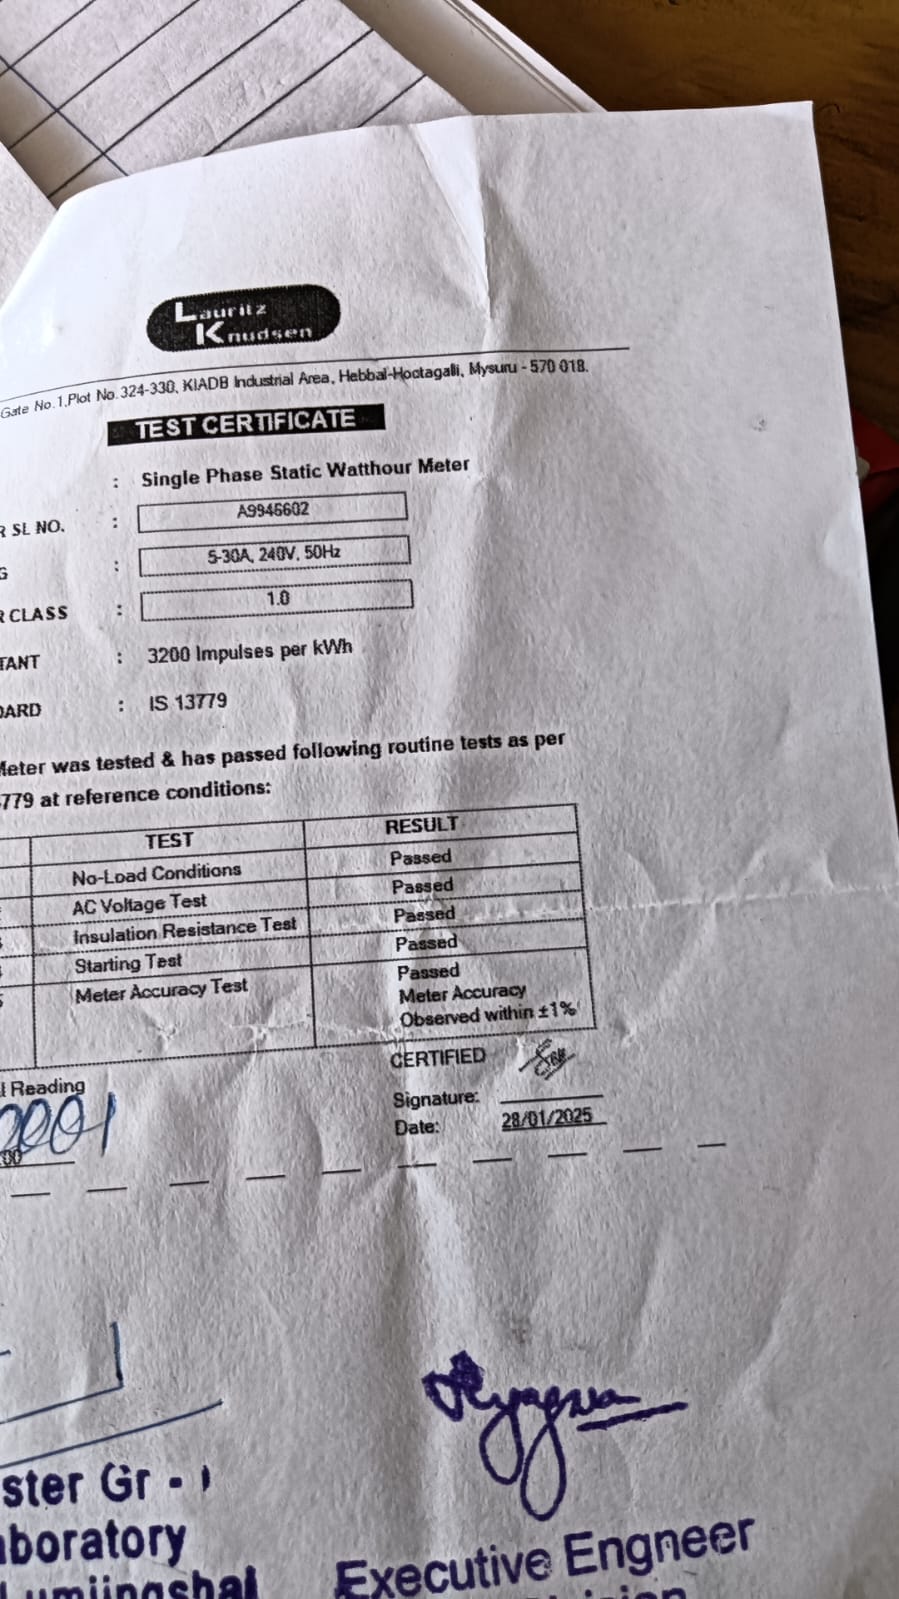 Lauritz
Knudsen
Gate No.1,Plot No.324-330, KIADB Industrial Area, Hebbal-Hootagalli, Mysuru - 570 018.
TEST CERTIFICATE
: Single Phase Static Watthour Meter
R SL NO. : A9946602
G : 5-30A, 240V, 50Hz
R CLASS : 1.0
TANT : 3200 Impulses per kWh
DARD : IS 13779
Meter was tested & has passed following routine tests as per
779 at reference conditions:
TEST RESULT
No-Load Conditions Passed
AC Voltage Test Passed
Insulation Resistance Test Passed
Starting Test Passed
Meter Accuracy Test Passed
Meter Accuracy
Observed within ±1%
CERTIFIED
l Reading
Signature:
Date: 28/01/2025
ster Gr - I
aboratory
Lumjingshai
Executive Engneer